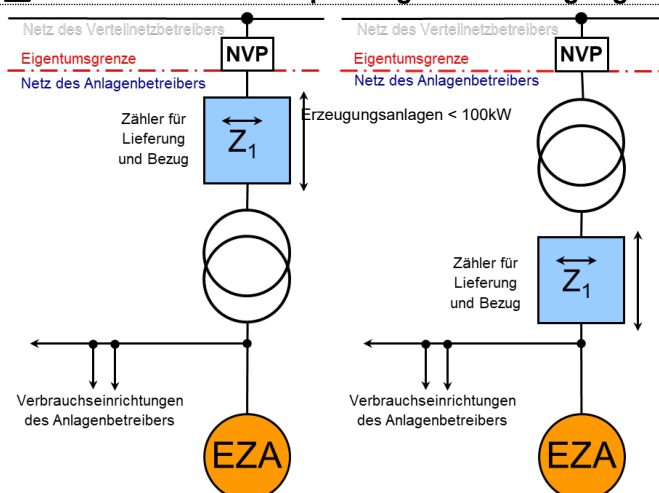 Netz des Verteilnetzbetreibers
NVP
Eigentumsgrenze
Netz des Anlagenbetreibers
Zähler für
Lieferung
und Bezug
Z1
Erzeugungsanlagen < 100kW
Verbrauchseinrichtungen
des Anlagenbetreibers
EZA
Netz des Verteilnetzbetreibers
NVP
Eigentumsgrenze
Netz des Anlagenbetreibers
Zähler für
Lieferung
und Bezug
Z1
Verbrauchseinrichtungen
des Anlagenbetreibers
EZA